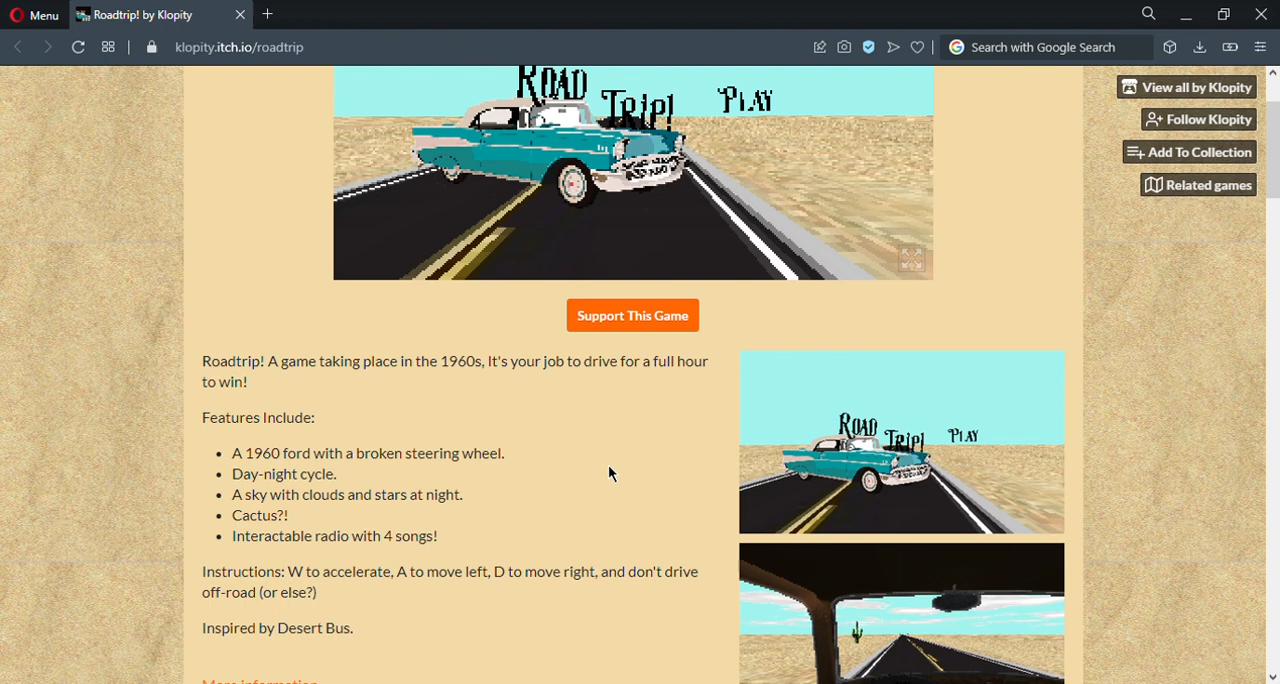 Menu
Roadtrip! by Klopity
klopity.itch.io/roadtrip
Search with Google Search
View all by Klopity
Follow Klopity
Add To Collection
Related games
ROAD
TRIP!
PLAY
Support This Game
Roadtrip! A game taking place in the 1960s, It's your job to drive for a full hour
to win!
Features Include:
• A 1960 ford with a broken steering wheel.
• Day-night cycle.
• A sky with clouds and stars at night.
• Cactus?!
• Interactable radio with 4 songs!
Instructions: W to accelerate, A to move left, D to move right, and don't drive
off-road (or else?)
Inspired by Desert Bus.
More information
ROAD
TRIP!
PLAY